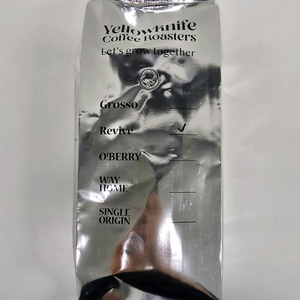 Yellowknife
Coffee Roasters
Let's grow together
Grosso
Revive ✓
O!BERRY
WAY
HOME
SINGLE
ORIGIN